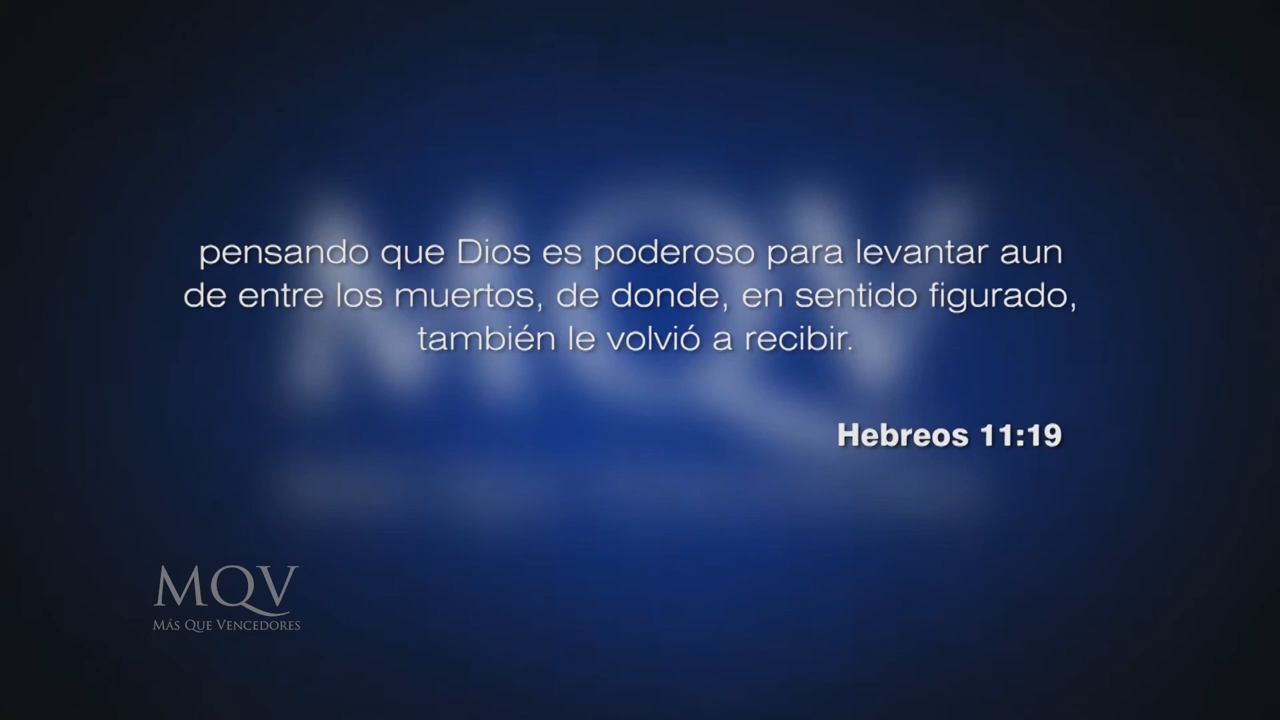 pensando que Dios es poderoso para levantar aun
de entre los muertos, de donde, en sentido figurado,
también le volvió a recibir.
Hebreos 11:19
MQV
MÁS QUE VENCEDORES